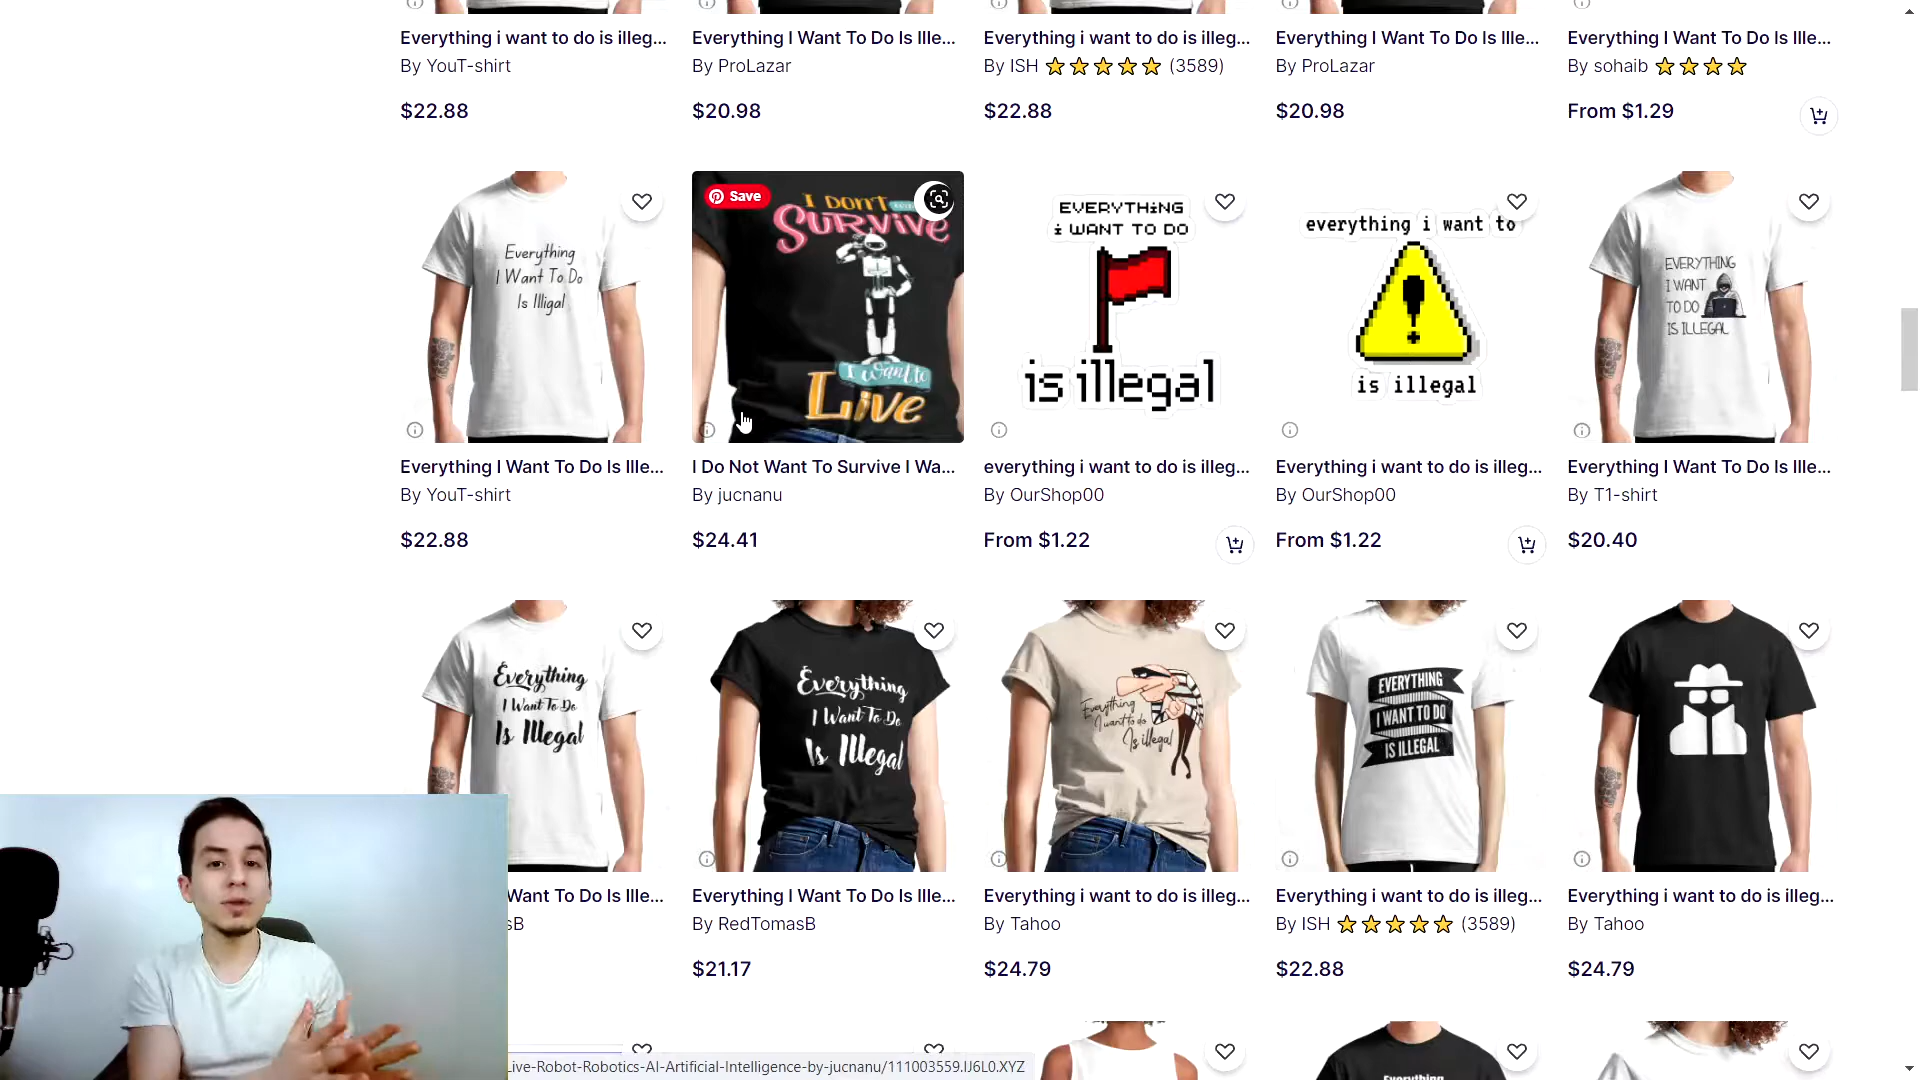 Everything i want to do is illeg...
By YouT-shirt
$22.88
Everything I Want To Do Is Ille...
By ProLazar
$20.98
Everything i want to do is illeg...
By ISH (3589)
$22.88
Everything I Want To Do Is Ille...
By ProLazar
$20.98
Everything I Want To Do Is Ille...
By sohaib
From $1.29
Everything
I Want To Do
Is Illigal
Everything I Want To Do Is Ille...
By YouT-shirt
$22.88
Save
I DON'T
SURVIVE
I want to
Live
I Do Not Want To Survive I Wa...
By jucnanu
$24.41
EVERYTHiNG
i WANT TO DO
is illegal
everything i want to do is illeg...
By OurShop00
From $1.22
everything i want to
is illegal
Everything i want to do is illeg...
By OurShop00
From $1.22
EVERYTHING
I WANT
TO DO
IS ILLEGAL
Everything I Want To Do Is Ille...
By T1-shirt
$20.40
Everything
I Want To Do
Is Illegal
Want To Do Is Ille...
sB
Everything
I Want To Do
Is Illegal
Everything I Want To Do Is Ille...
By RedTomasB
$21.17
Everything
I want to do
Is illegal
Everything i want to do is illeg...
By Tahoo
$24.79
EVERYTHING
I WANT TO DO
IS ILLEGAL
Everything i want to do is illeg...
By ISH (3589)
$22.88
Everything i want to do is illeg...
By Tahoo
$24.79
Everything
Live-Robot-Robotics-AI-Artificial-Intelligence-by-jucnanu/111003559.IJ6L0.XYZ